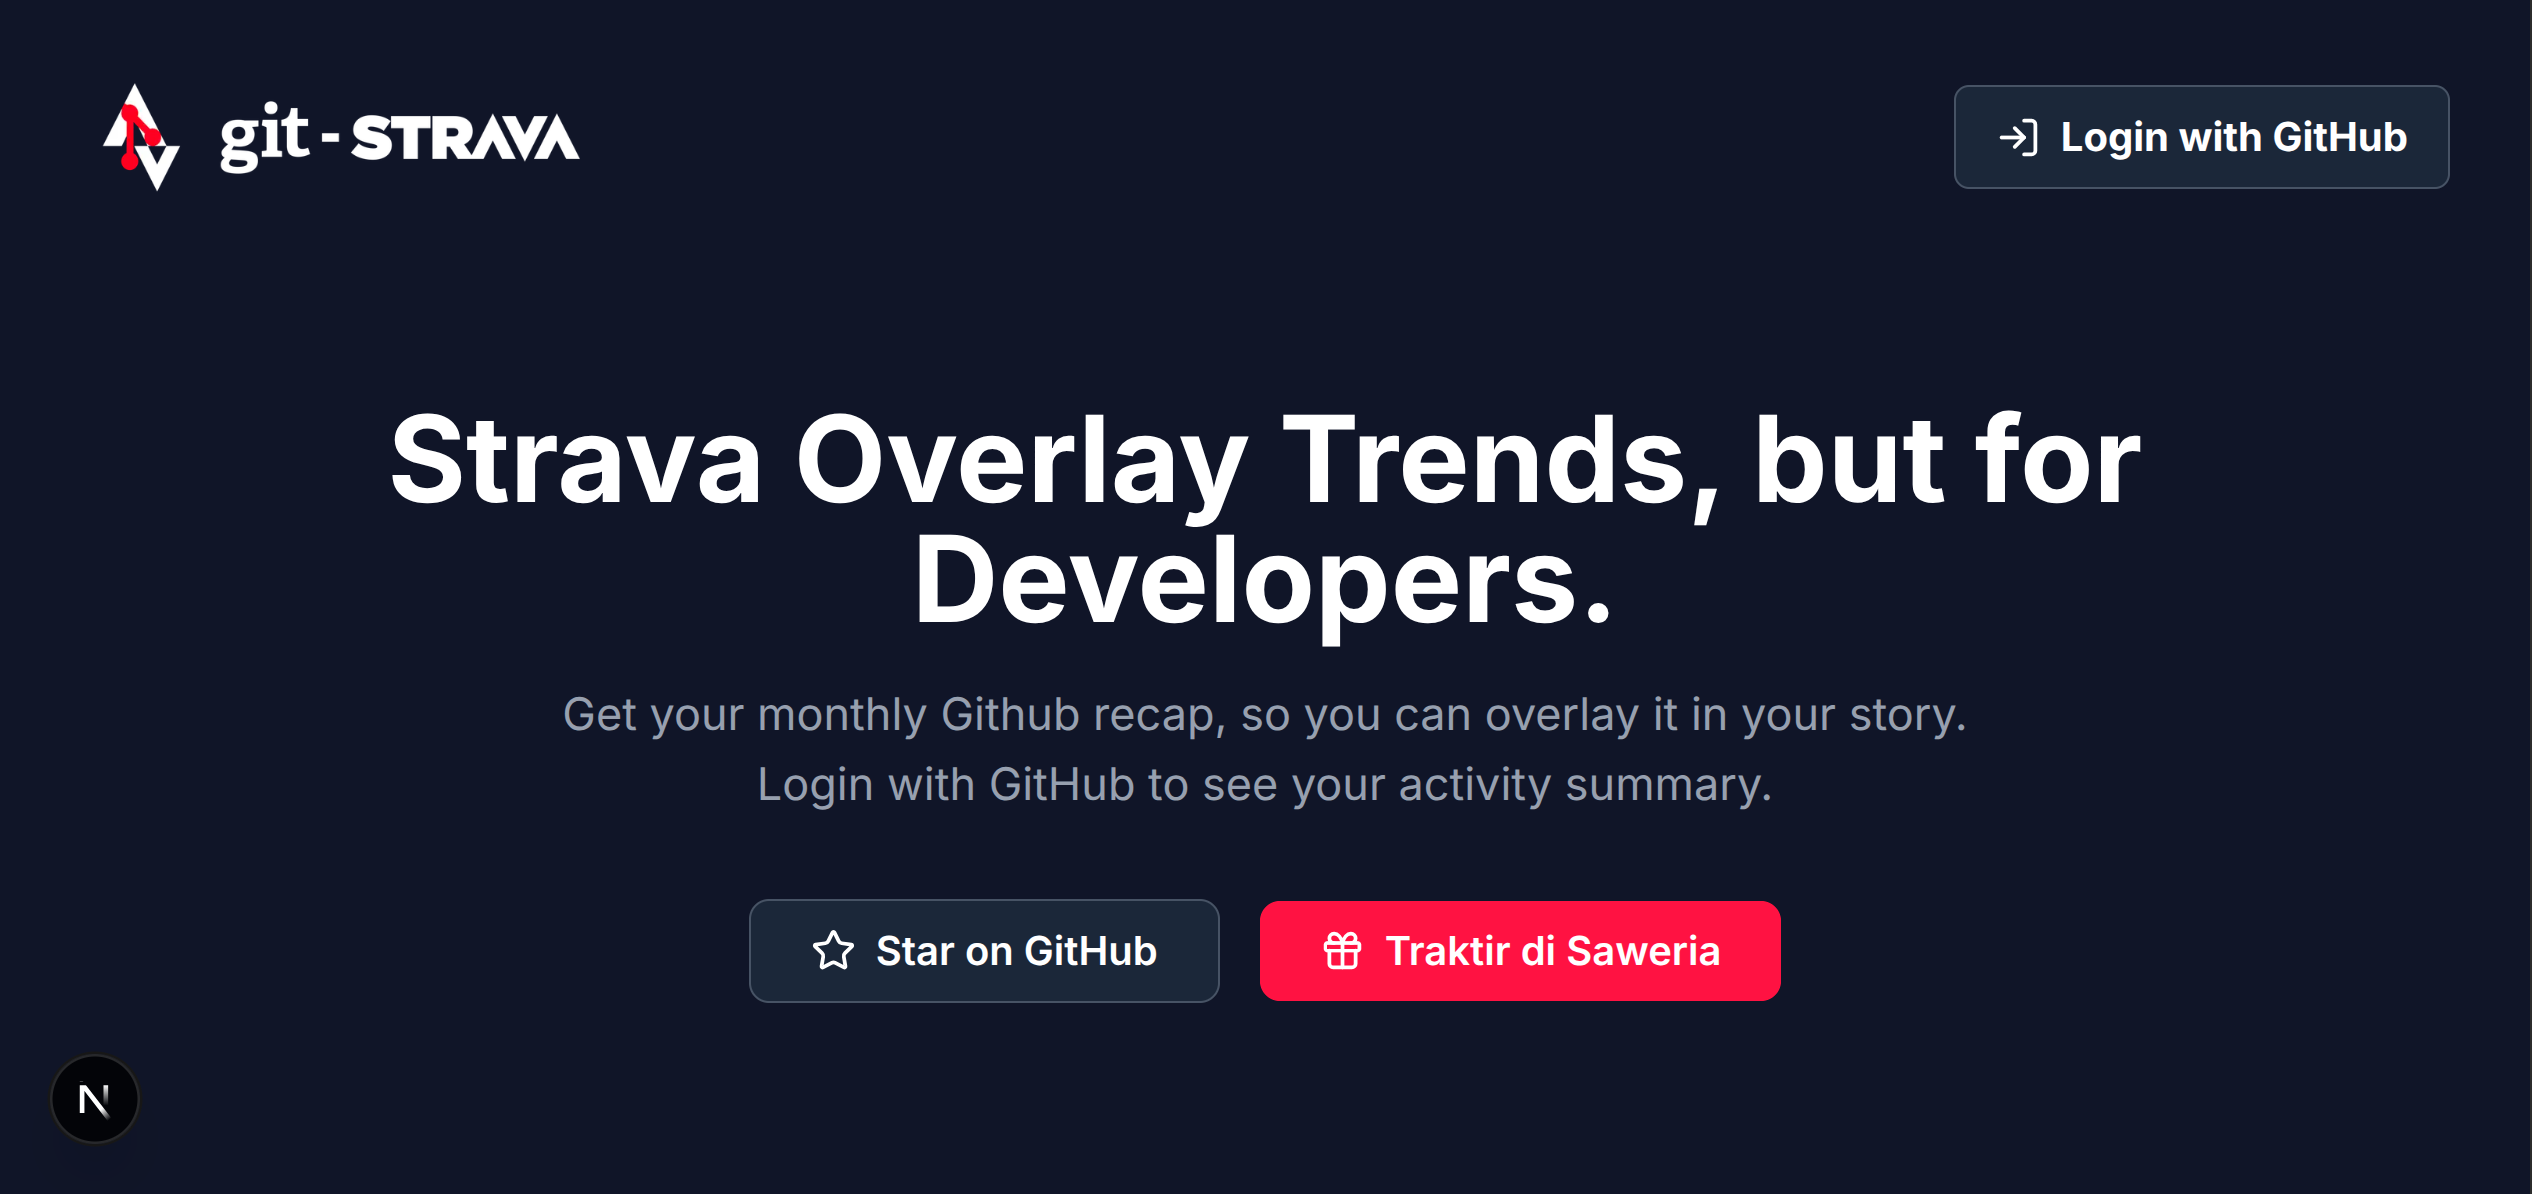 git - STRAVA
Login with GitHub
Strava Overlay Trends, but for
Developers.
Get your monthly Github recap, so you can overlay it in your story.
Login with GitHub to see your activity summary.
Star on GitHub
Traktir di Saweria
N